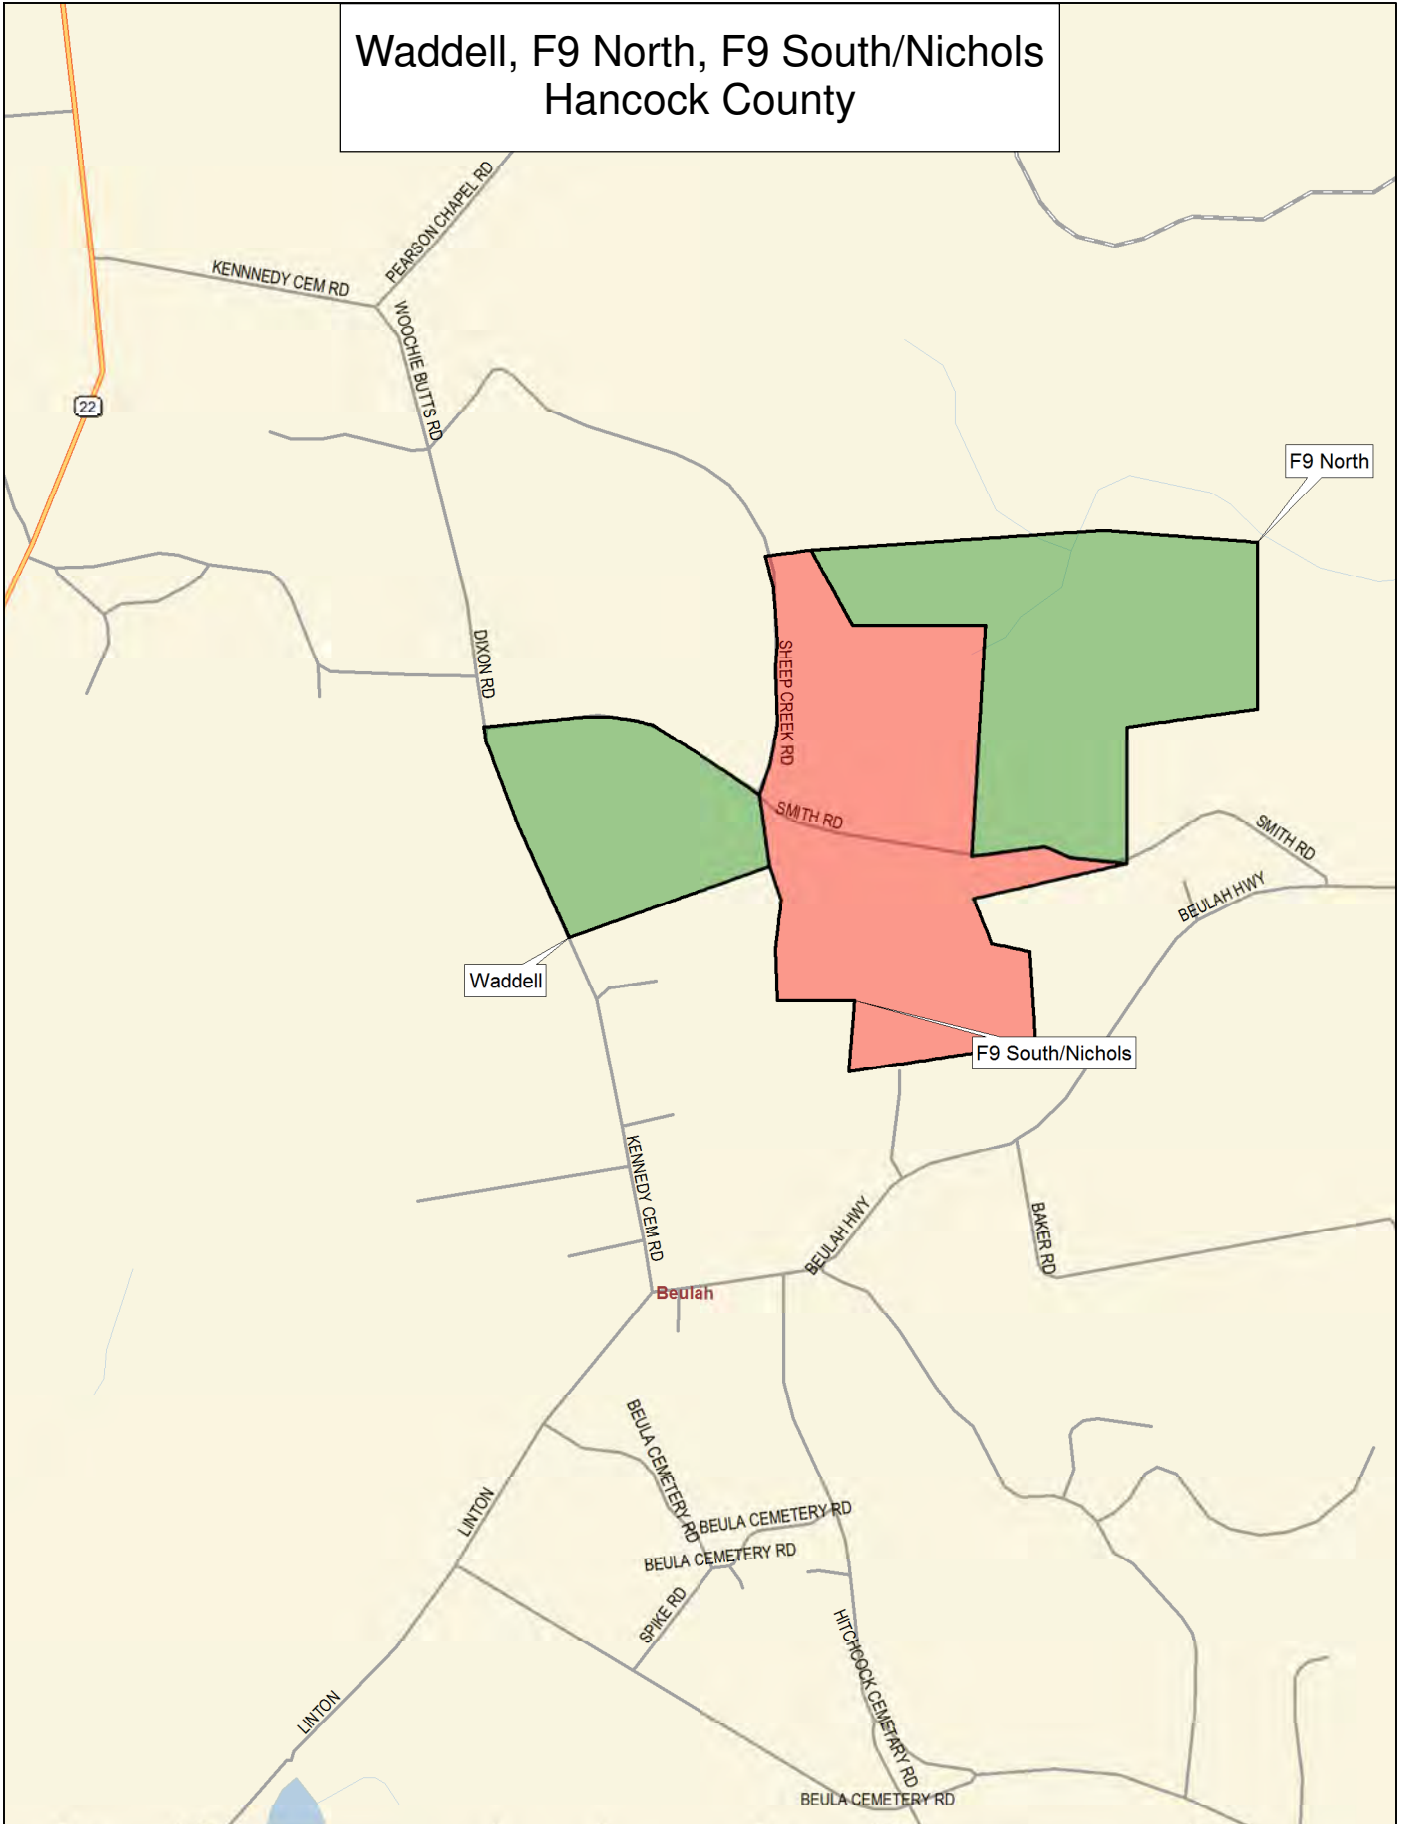 Waddell, F9 North, F9 South/Nichols
Hancock County
PEARSON CHAPEL RD
KENNNEDY CEM RD
WOOCHIE BUTTS RD
22
F9 North
DIXON RD
SHEEP CREEK RD
SMITH RD
SMITH RD
BEULAH HWY
Waddell
F9 South/Nichols
KENNEDY CEM RD
BEULAH HWY
BAKER RD
Beulah
BEULA CEMETERY RD
LINTON
BEULA CEMETERY RD
BEULA CEMETERY RD
SPIKE RD
HITCHCOCK CEMETARY RD
LINTON
BEULA CEMETERY RD